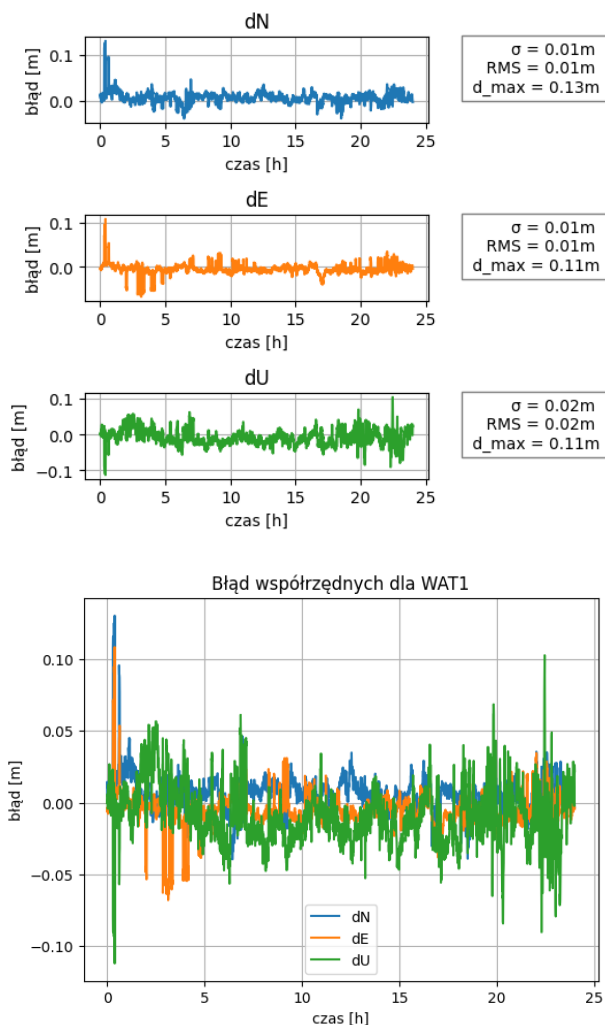 dN
błąd [m]
0.1
0.0
0 5 10 15 20 25
czas [h]
σ = 0.01m
RMS = 0.01m
d_max = 0.13m
dE
błąd [m]
0.1
0.0
0 5 10 15 20 25
czas [h]
σ = 0.01m
RMS = 0.01m
d_max = 0.11m
dU
błąd [m]
0.1
0.0
−0.1
0 5 10 15 20 25
czas [h]
σ = 0.02m
RMS = 0.02m
d_max = 0.11m
Błąd współrzędnych dla WAT1
błąd [m]
0.10
0.05
0.00
−0.05
−0.10
dN
dE
dU
0 5 10 15 20 25
czas [h]